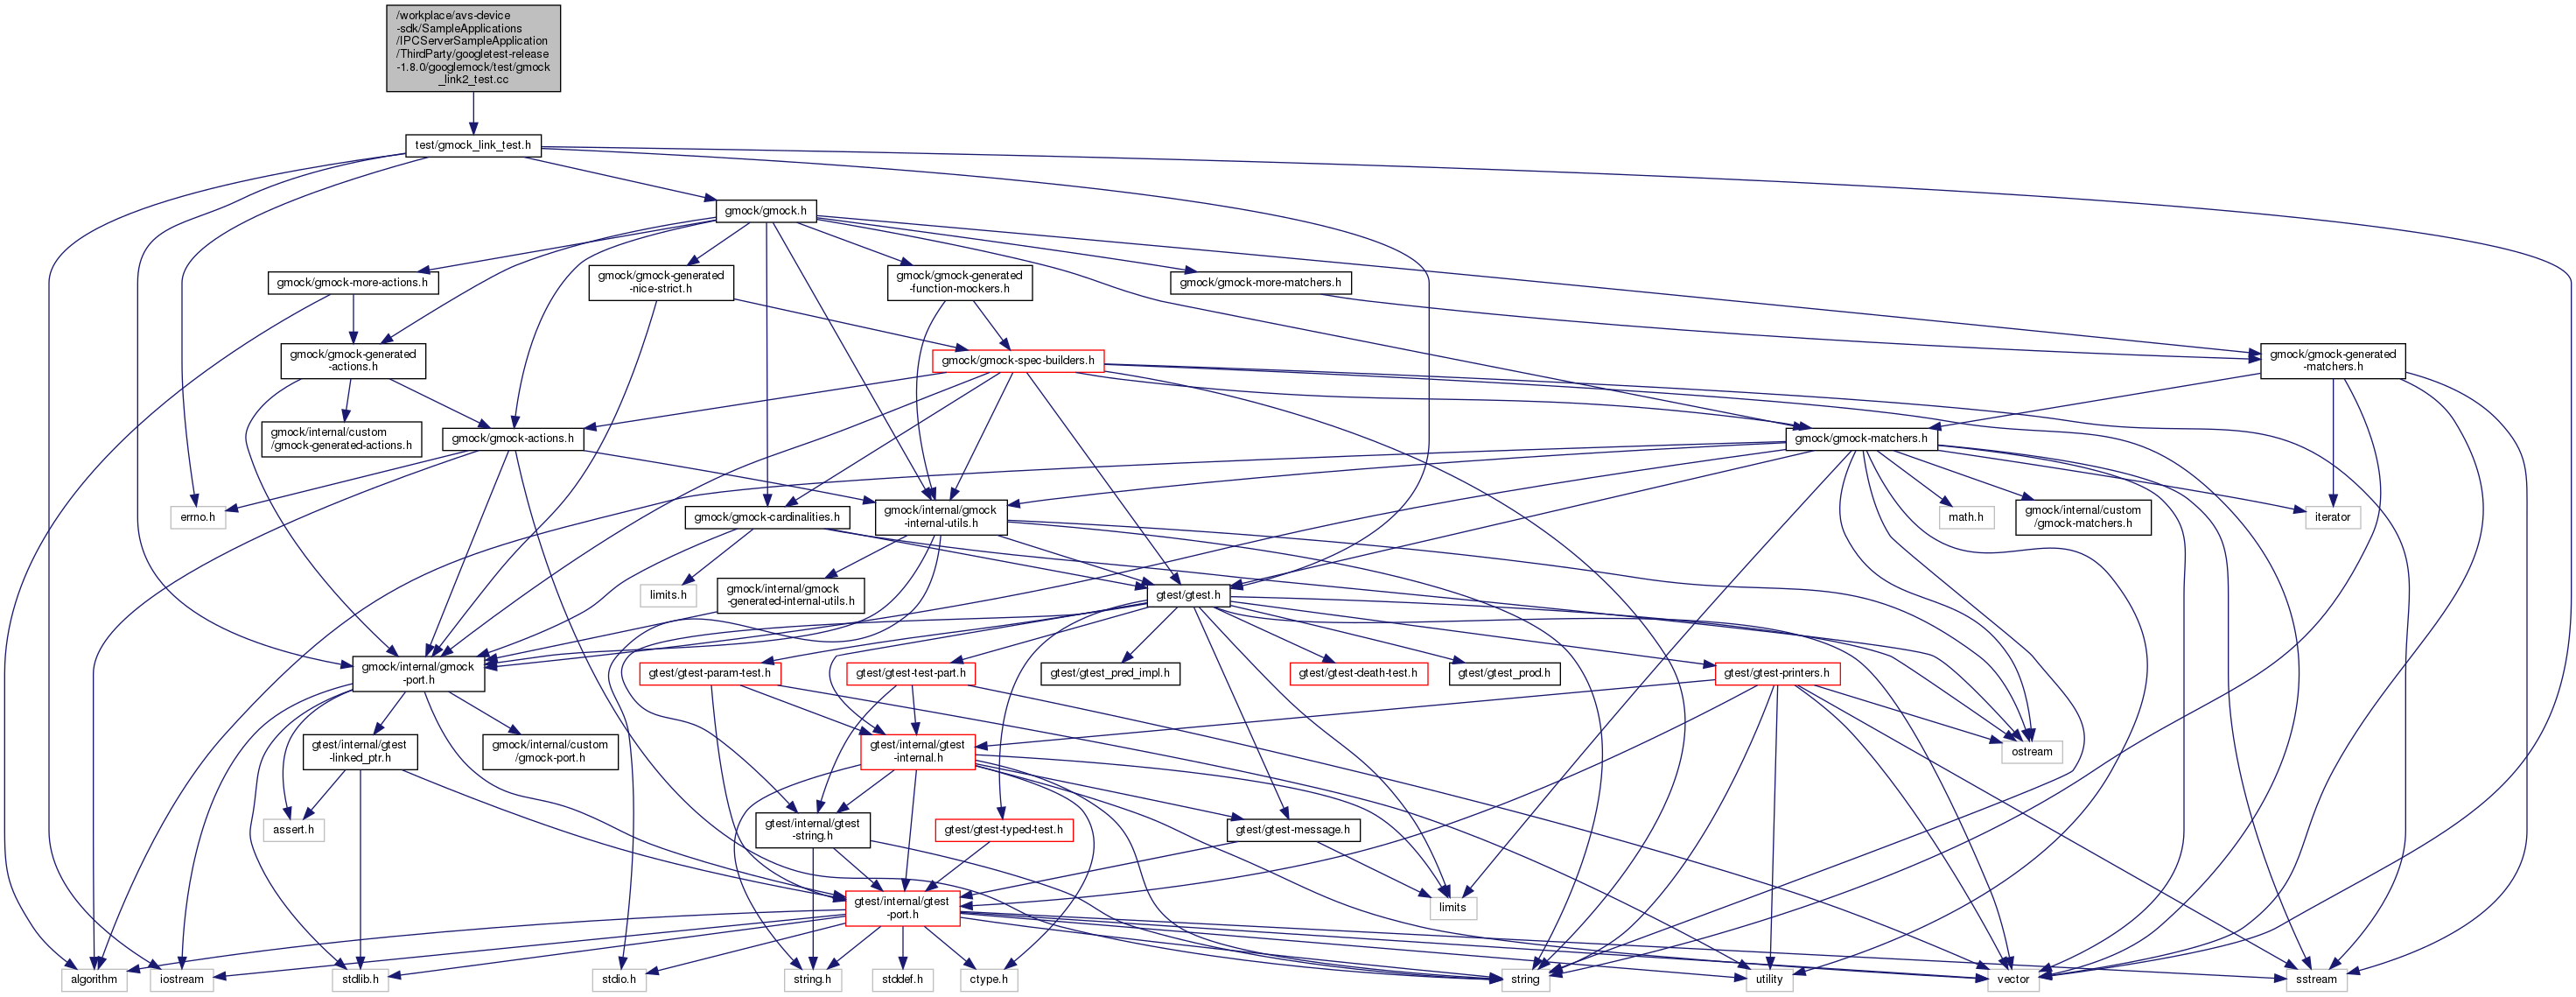 /workplace/avs-device
-sdk/SampleApplications
/IPCServerSampleApplication
/ThirdParty/googletest-release
-1.8.0/googlemock/test/gmock
_link2_test.cc
test/gmock_link_test.h
gmock/gmock.h
gmock/gmock-more-actions.h
gmock/gmock-generated
-nice-strict.h
gmock/gmock-generated
-function-mockers.h
gmock/gmock-more-matchers.h
gmock/gmock-generated
-actions.h
gmock/gmock-spec-builders.h
gmock/gmock-generated
-matchers.h
gmock/internal/custom
/gmock-generated-actions.h
gmock/gmock-actions.h
gmock/gmock-matchers.h
errno.h
gmock/gmock-cardinalities.h
gmock/internal/gmock
-internal-utils.h
math.h
gmock/internal/custom
/gmock-matchers.h
iterator
limits.h
gmock/internal/gmock
-generated-internal-utils.h
gtest/gtest.h
gmock/internal/gmock
-port.h
gtest/gtest-param-test.h
gtest/gtest-test-part.h
gtest/gtest_pred_impl.h
gtest/gtest-death-test.h
gtest/gtest_prod.h
gtest/gtest-printers.h
gtest/internal/gtest
-linked_ptr.h
gmock/internal/custom
/gmock-port.h
gtest/internal/gtest
-internal.h
ostream
assert.h
gtest/internal/gtest
-string.h
gtest/gtest-typed-test.h
gtest/gtest-message.h
gtest/internal/gtest
-port.h
limits
algorithm
iostream
stdlib.h
stdio.h
string.h
stddef.h
ctype.h
string
utility
vector
sstream